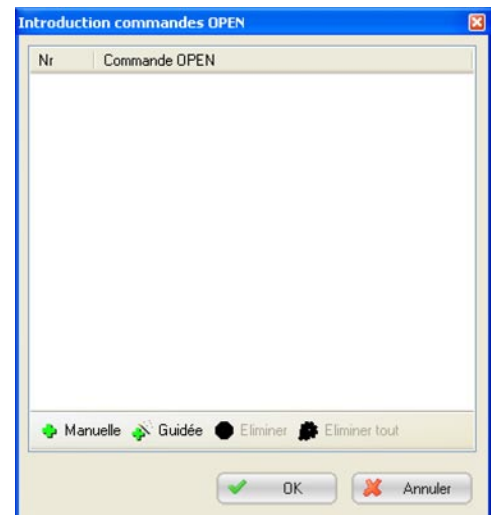 Introduction commandes OPEN
Nr Commande OPEN
Manuelle Guidée Eliminer Eliminer tout
OK Annuler